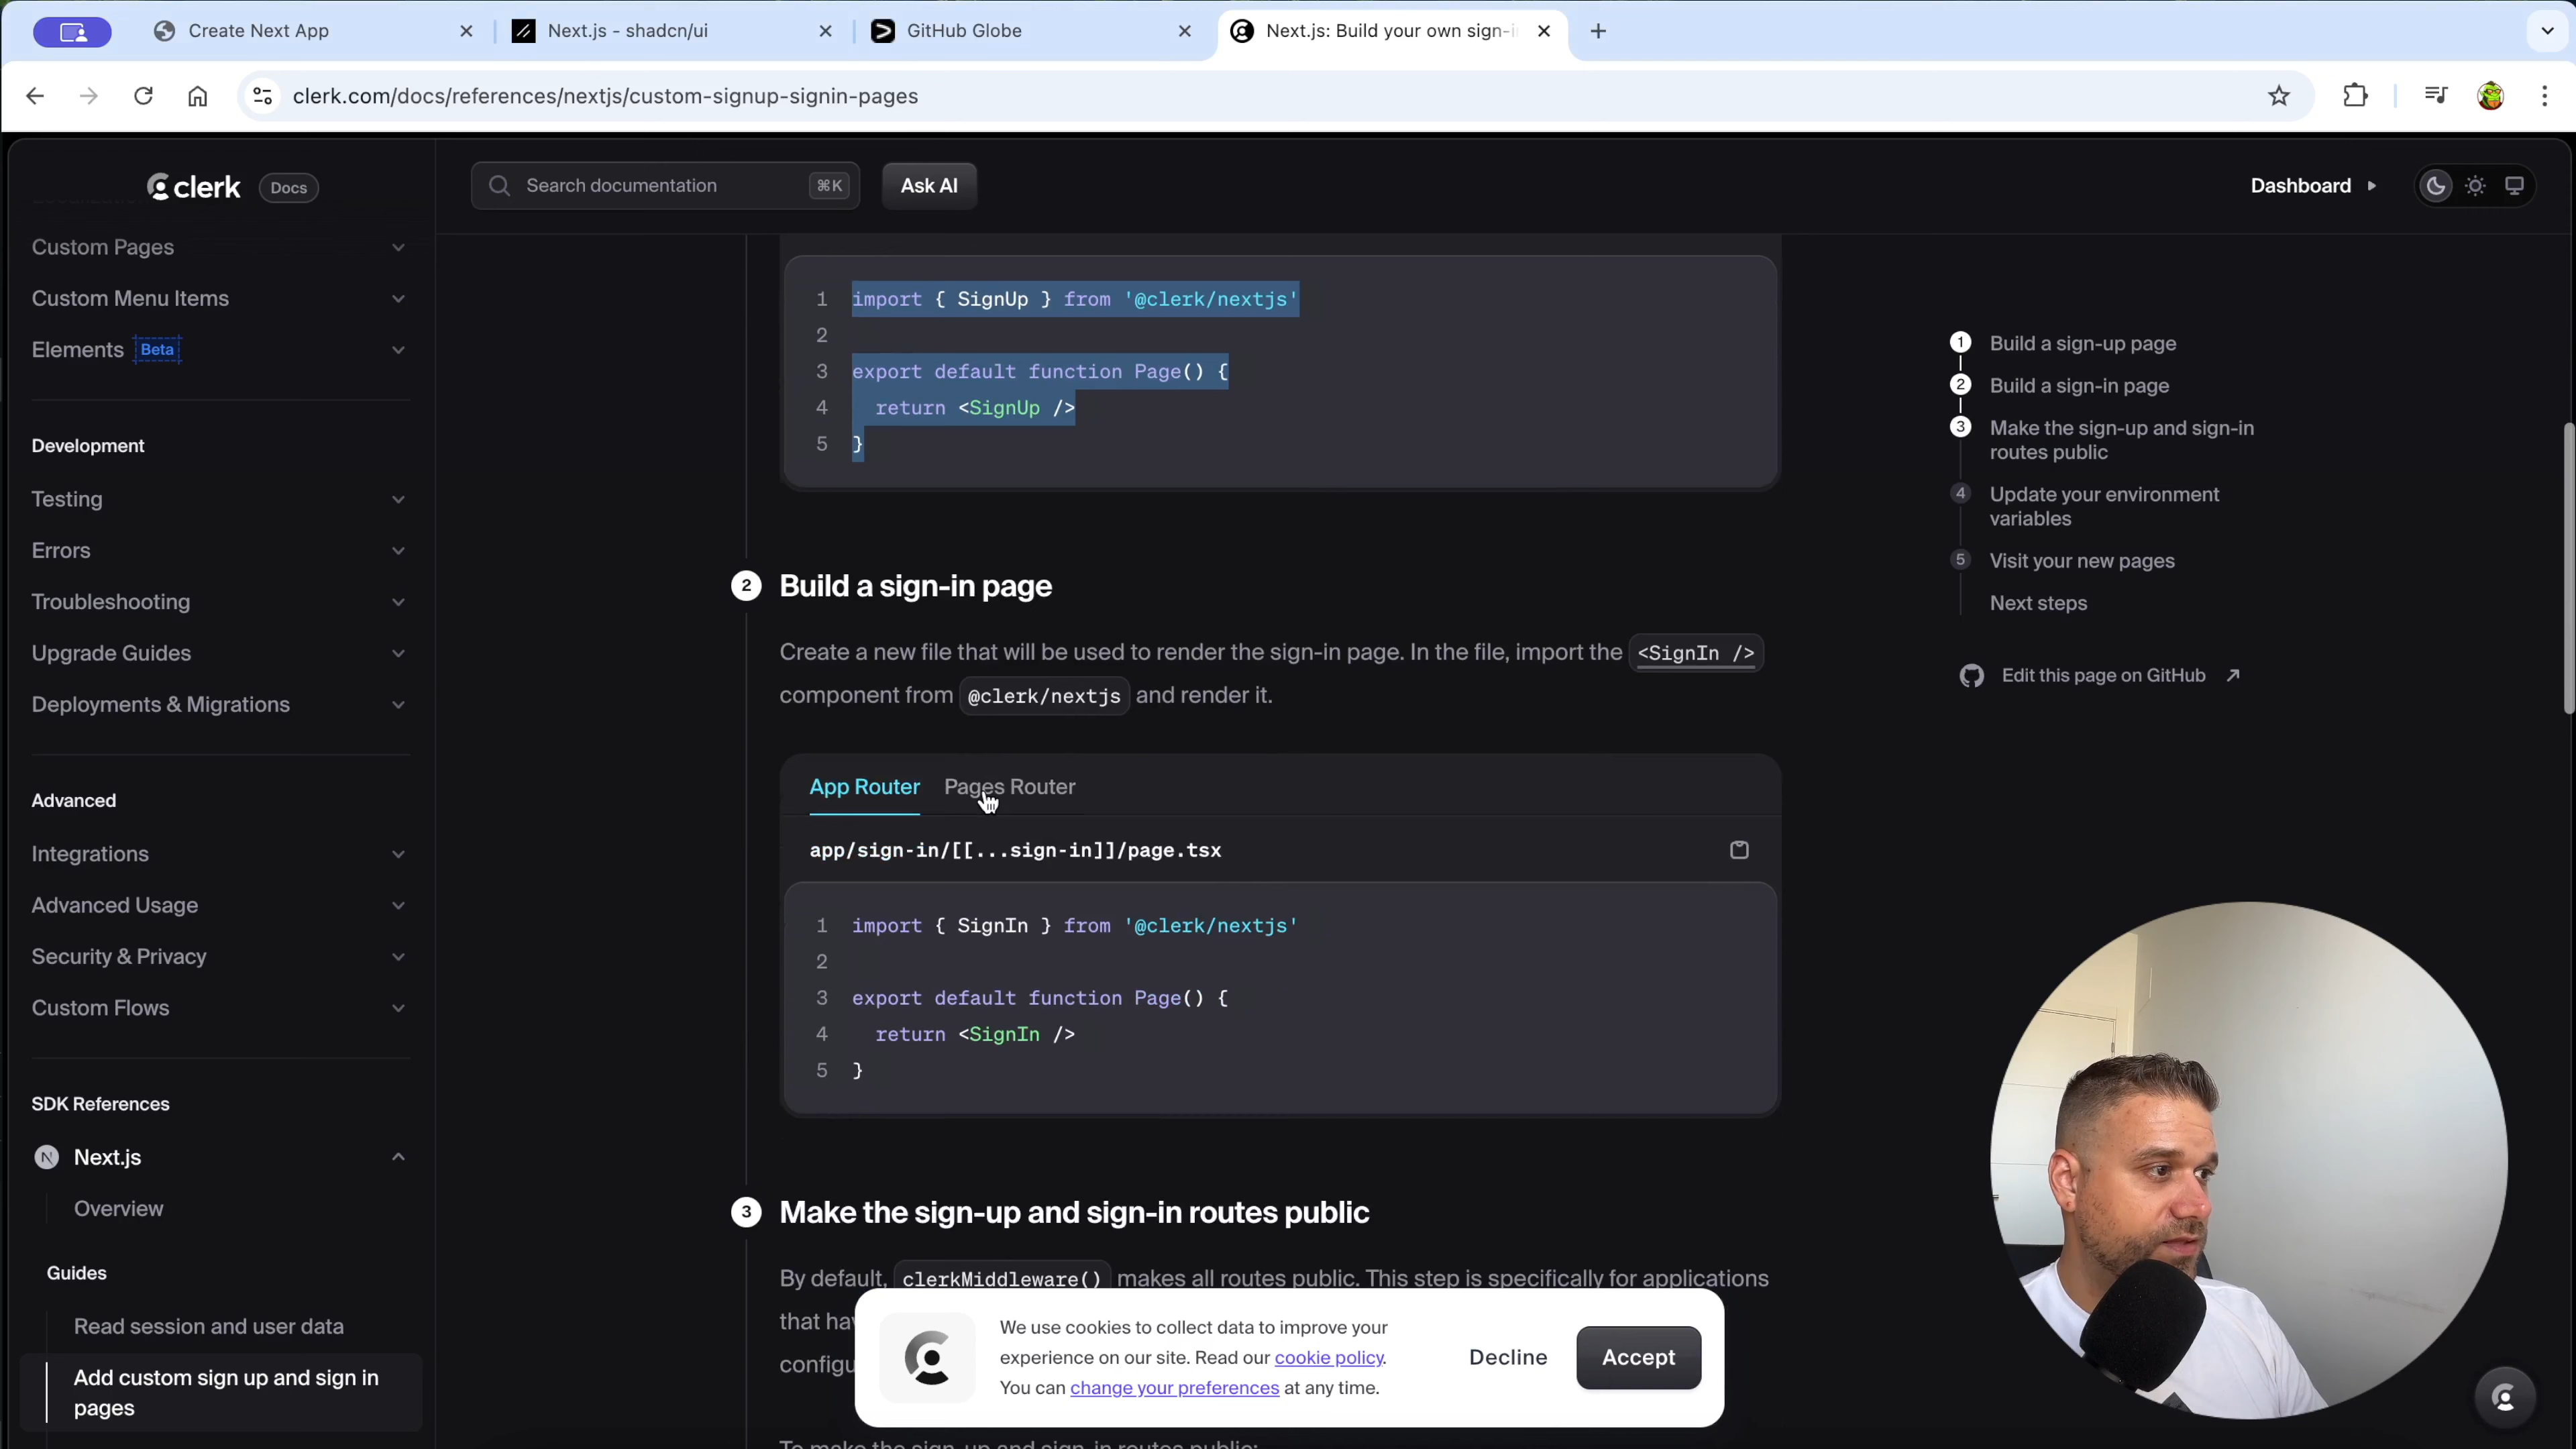 Create Next App
Next.js - shadcn/ui
GitHub Globe
Next.js: Build your own sign-i
clerk.com/docs/references/nextjs/custom-signup-signin-pages
clerk
Docs
Search documentation
⌘K
Ask AI
Dashboard
Custom Pages
Custom Menu Items
Elements Beta
Development
Testing
Errors
Troubleshooting
Upgrade Guides
Deployments & Migrations
Advanced
Integrations
Advanced Usage
Security & Privacy
Custom Flows
SDK References
N Next.js
Overview
Guides
Read session and user data
Add custom sign up and sign in
pages
1 import { SignUp } from '@clerk/nextjs'
2
3 export default function Page() {
4 return <SignUp />
5 }
2 Build a sign-in page
Create a new file that will be used to render the sign-in page. In the file, import the <SignIn />
component from @clerk/nextjs and render it.
App Router Pages Router
app/sign-in/[[...sign-in]]/page.tsx
1 import { SignIn } from '@clerk/nextjs'
2
3 export default function Page() {
4 return <SignIn />
5 }
3 Make the sign-up and sign-in routes public
By default, clerkMiddleware() makes all routes public. This step is specifically for applications
that hav
configu
To make the sign-up and sign-in routes public:
We use cookies to collect data to improve your
experience on our site. Read our cookie policy.
You can change your preferences at any time.
Decline
Accept
1 Build a sign-up page
2 Build a sign-in page
3 Make the sign-up and sign-in
routes public
4 Update your environment
variables
5 Visit your new pages
Next steps
Edit this page on GitHub